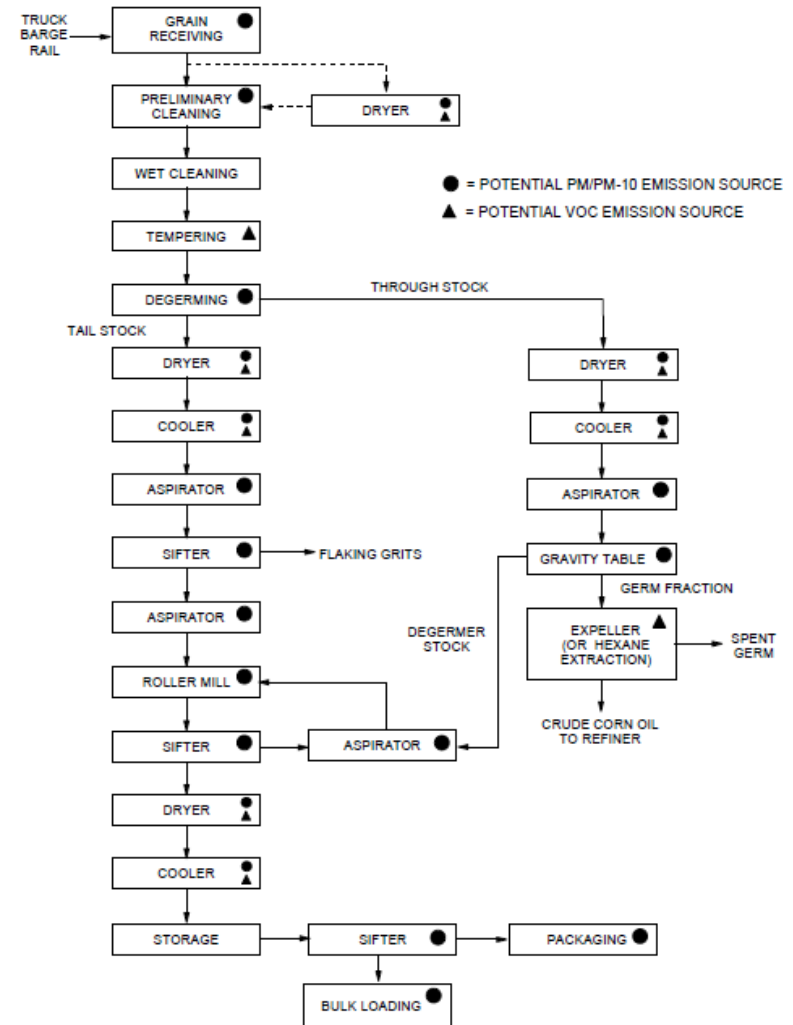 TRUCK
BARGE
RAIL
GRAIN
RECEIVING
PRELIMINARY
CLEANING
DRYER
WET CLEANING
= POTENTIAL PM/PM-10 EMISSION SOURCE
= POTENTIAL VOC EMISSION SOURCE
TEMPERING
DEGERMING
THROUGH STOCK
TAIL STOCK
DRYER
DRYER
COOLER
COOLER
ASPIRATOR
ASPIRATOR
SIFTER
FLAKING GRITS
GRAVITY TABLE
GERM FRACTION
ASPIRATOR
DEGERMER
STOCK
EXPELLER
(OR HEXANE
EXTRACTION)
SPENT
GERM
ROLLER MILL
CRUDE CORN OIL
TO REFINER
SIFTER
ASPIRATOR
DRYER
COOLER
STORAGE
SIFTER
PACKAGING
BULK LOADING